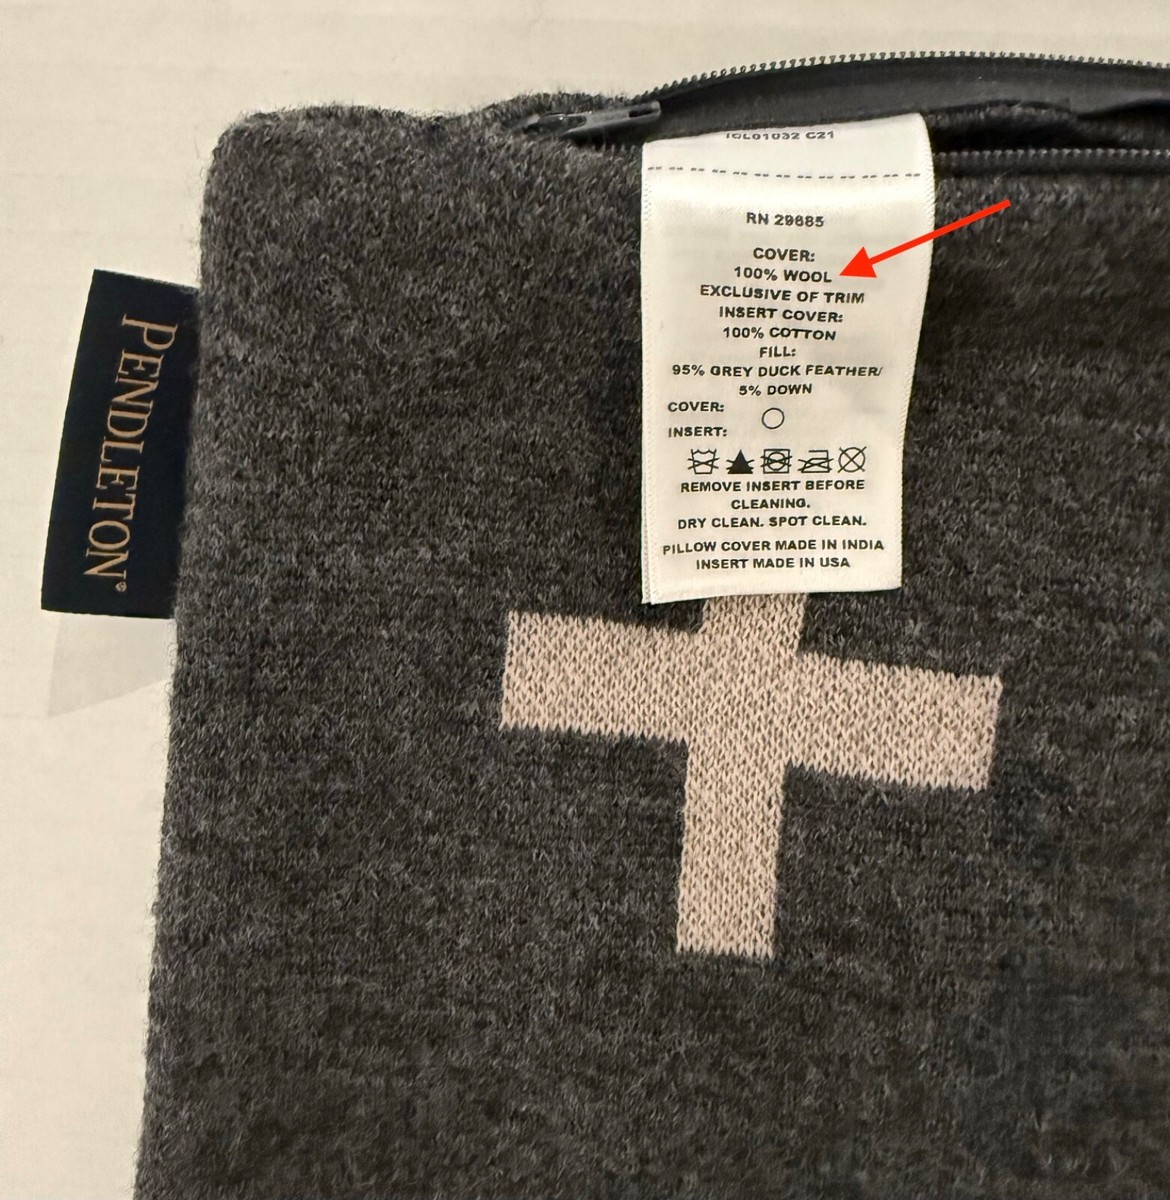 PENDLETON®
IOL01032 C21
RN 29685
COVER:
100% WOOL
EXCLUSIVE OF TRIM
INSERT COVER:
100% COTTON
FILL:
95% GREY DUCK FEATHER/
5% DOWN
COVER:
INSERT:
REMOVE INSERT BEFORE
CLEANING.
DRY CLEAN. SPOT CLEAN.
PILLOW COVER MADE IN INDIA
INSERT MADE IN USA